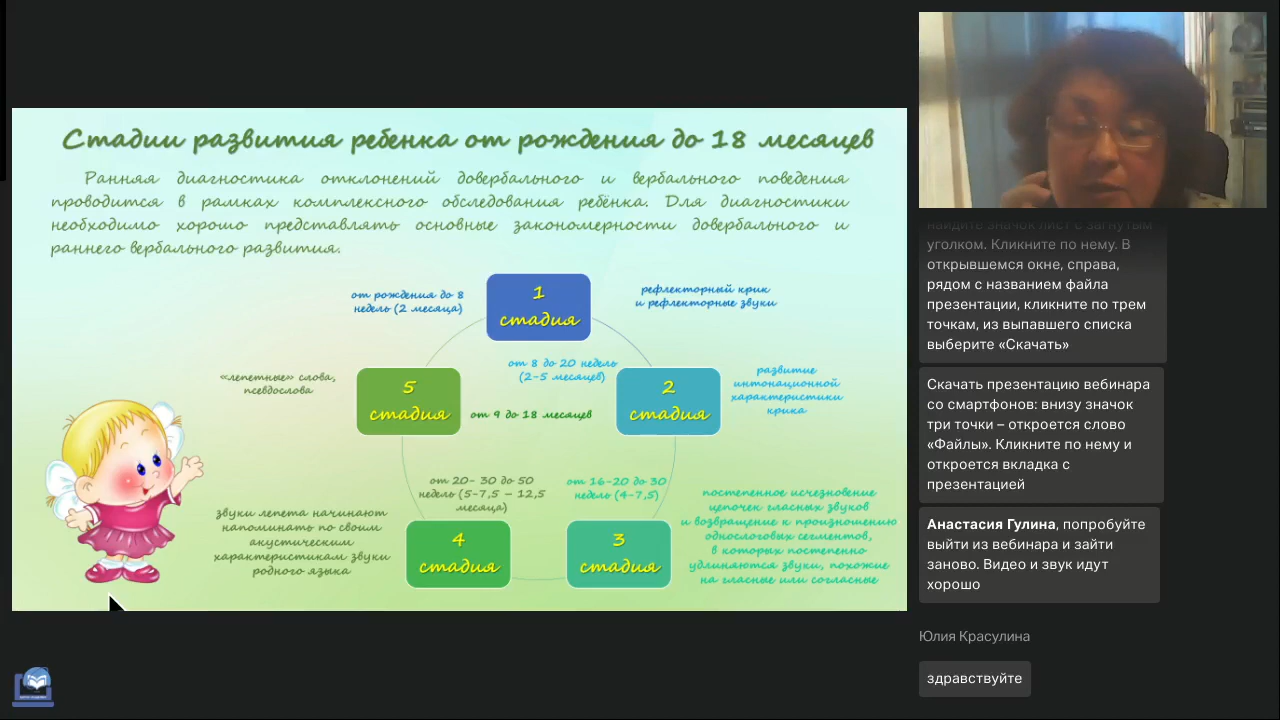 Стадии развития ребенка от рождения до 18 месяцев
Ранняя диагностика отклонений довербального и вербального поведения
проводится в рамках комплексного обследования ребёнка. Для диагностики
необходимо хорошо представлять основные закономерности довербального и
раннего вербального развития.
1
стадия
от рождения до 8
недель (2 месяца)
рефлекторный крик
и рефлекторные звуки
2
стадия
от 8 до 20 недель
(2-5 месяцев)
развитие
интонационной
характеристики
крика
3
стадия
от 16-20 до 30
недель (4-7,5)
постепенное исчезновение
цепочек гласных звуков
и возвращение к произношению
однослоговых сегментов,
в которых постепенно
удлиняются звуки, похожие
на гласные или согласные
4
стадия
от 20- 30 до 50
недель (5-7,5 – 12,5
месяца)
звуки лепета начинают
напоминать по своим
акустическим
характеристикам звуки
родного языка
5
стадия
от 9 до 18 месяцев
«лепетные» слова,
псевдослова
найдите значок лист с загнутым
уголком. Кликните по нему. В
открывшемся окне, справа,
рядом с названием файла
презентации, кликните по трем
точкам, из выпавшего списка
выберите «Скачать»
Скачать презентацию вебинара
со смартфонов: внизу значок
три точки – откроется слово
«Файлы». Кликните по нему и
откроется вкладка с
презентацией
Анастасия Гулина, попробуйте
выйти из вебинара и зайти
заново. Видео и звук идут
хорошо
Юлия Красулина
здравствуйте